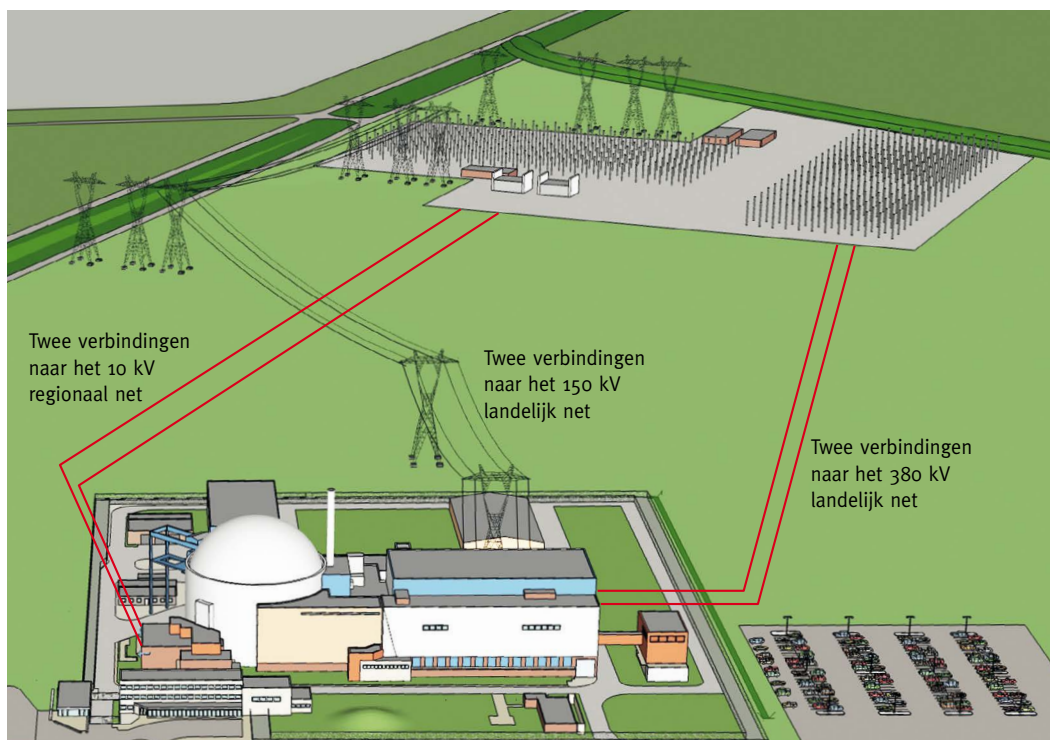 Twee verbindingen
naar het 10 kV
regionaal net
Twee verbindingen
naar het 150 kV
landelijk net
Twee verbindingen
naar het 380 kV
landelijk net